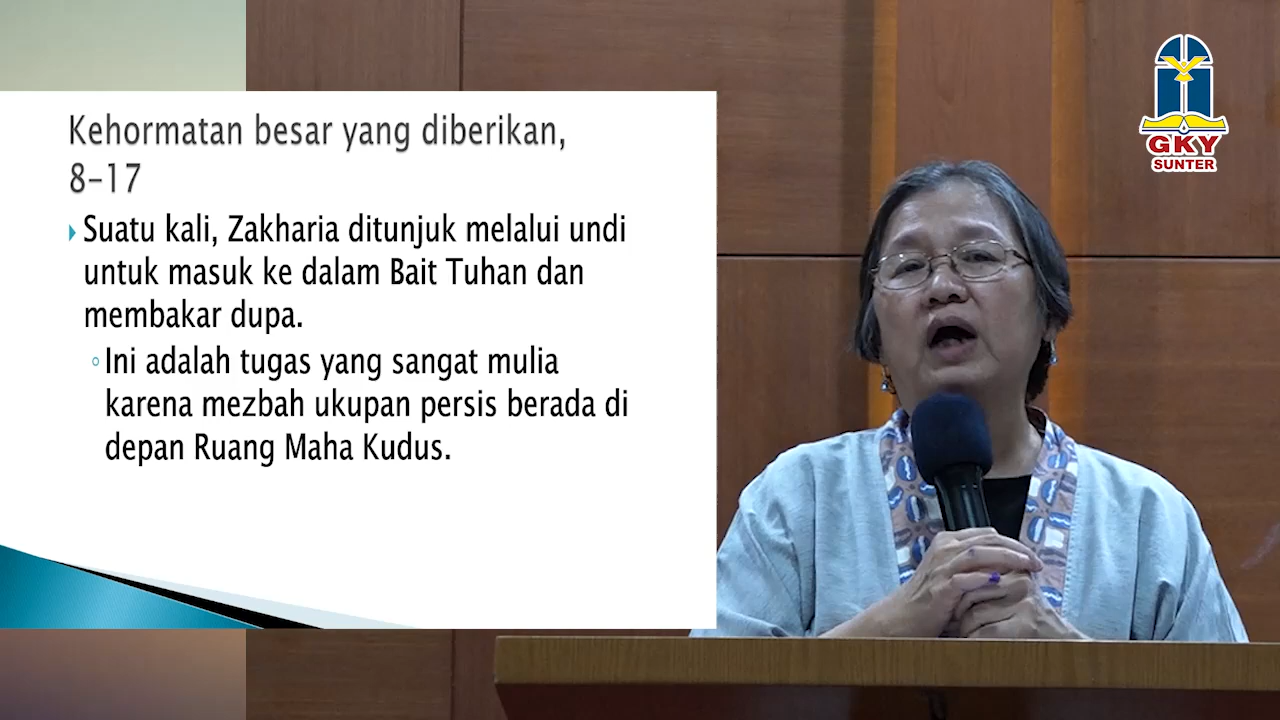 Kehormatan besar yang diberikan,
8-17
Suatu kali, Zakharia ditunjuk melalui undi
untuk masuk ke dalam Bait Tuhan dan
membakar dupa.
Ini adalah tugas yang sangat mulia
karena mezbah ukupan persis berada di
depan Ruang Maha Kudus.
GKY
SUNTER